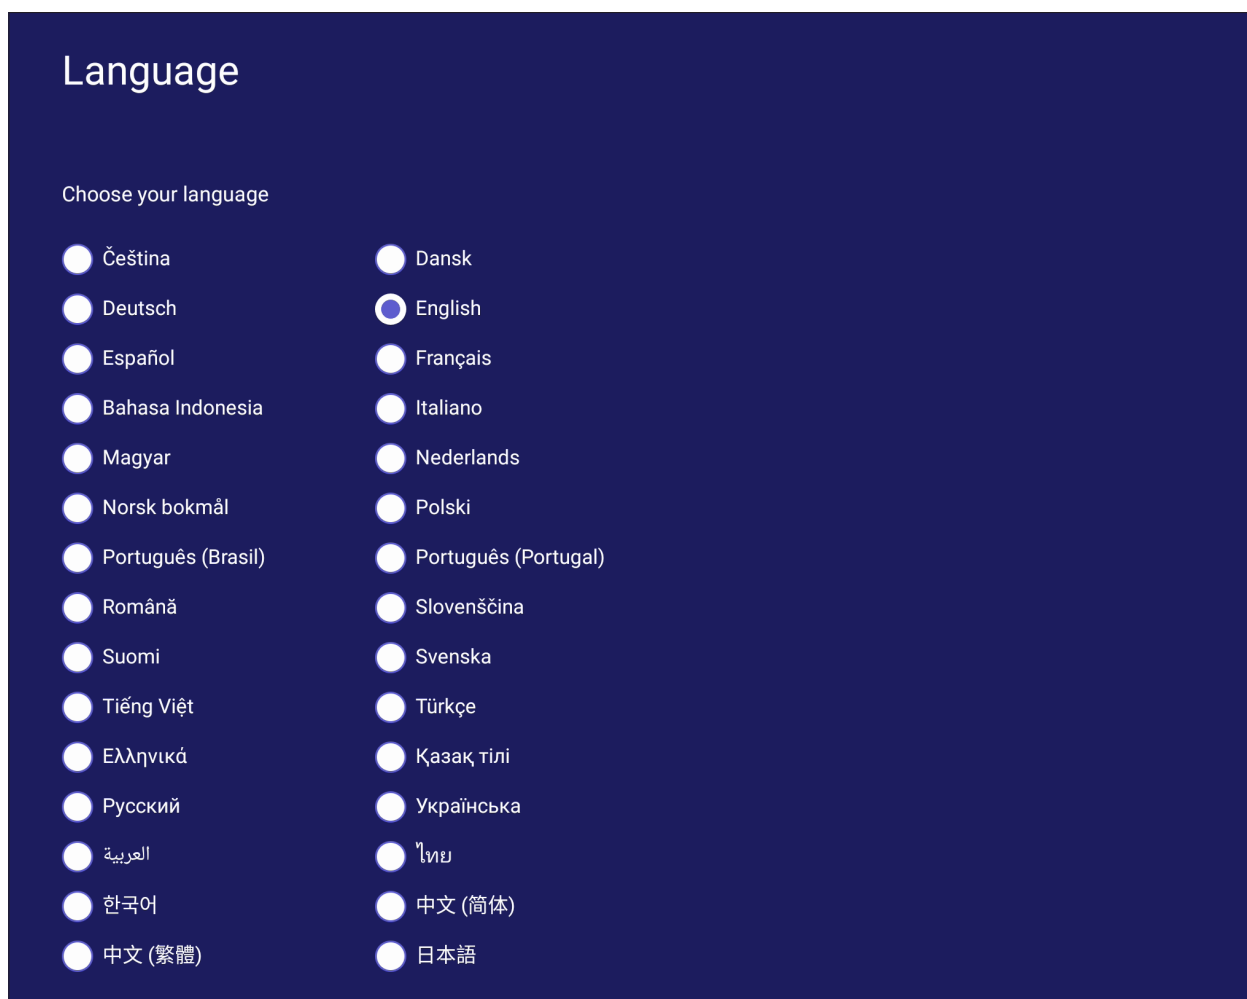 Language
Choose your language
Čeština
Dansk
Deutsch
English
Español
Français
Bahasa Indonesia
Italiano
Magyar
Nederlands
Norsk bokmål
Polski
Português (Brasil)
Português (Portugal)
Română
Slovenščina
Suomi
Svenska
Tiếng Việt
Türkçe
Ελληνικά
Қазақ тілі
Русский
Українська
العربية
ไทย
한국어
中文 (简体)
中文 (繁體)
日本語